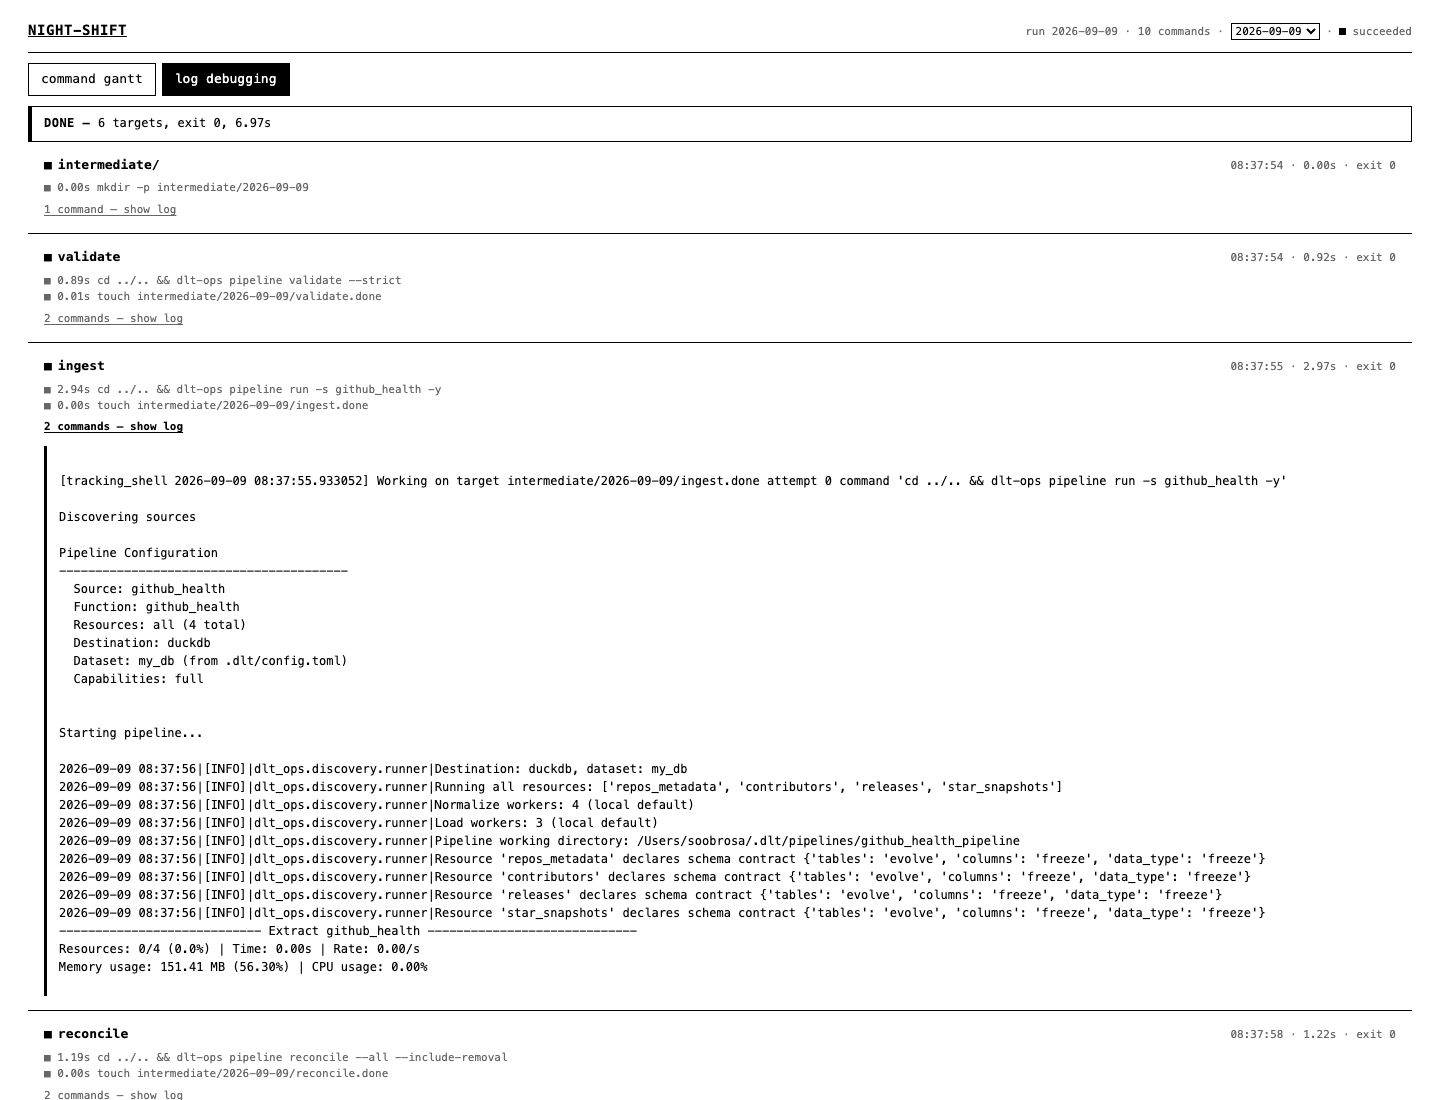 NIGHT-SHIFT
run 2026-09-09 · 10 commands · 2026-09-09 · ■ succeeded
command gantt
log debugging
DONE — 6 targets, exit 0, 6.97s
■ intermediate/
08:37:54 · 0.00s · exit 0
■ 0.00s mkdir -p intermediate/2026-09-09
1 command — show log
■ validate
08:37:54 · 0.92s · exit 0
■ 0.89s cd ../.. && dlt-ops pipeline validate --strict
■ 0.01s touch intermediate/2026-09-09/validate.done
2 commands — show log
■ ingest
08:37:55 · 2.97s · exit 0
■ 2.94s cd ../.. && dlt-ops pipeline run -s github_health -y
■ 0.00s touch intermediate/2026-09-09/ingest.done
2 commands — show log
[tracking_shell 2026-09-09 08:37:55.933052] Working on target intermediate/2026-09-09/ingest.done attempt 0 command 'cd ../.. && dlt-ops pipeline run -s github_health -y'
Discovering sources
Pipeline Configuration
----------------------------------------
Source: github_health
Function: github_health
Resources: all (4 total)
Destination: duckdb
Dataset: my_db (from .dlt/config.toml)
Capabilities: full
Starting pipeline...
2026-09-09 08:37:56|[INFO]|dlt_ops.discovery.runner|Destination: duckdb, dataset: my_db
2026-09-09 08:37:56|[INFO]|dlt_ops.discovery.runner|Running all resources: ['repos_metadata', 'contributors', 'releases', 'star_snapshots']
2026-09-09 08:37:56|[INFO]|dlt_ops.discovery.runner|Normalize workers: 4 (local default)
2026-09-09 08:37:56|[INFO]|dlt_ops.discovery.runner|Load workers: 3 (local default)
2026-09-09 08:37:56|[INFO]|dlt_ops.discovery.runner|Pipeline working directory: /Users/soobrosa/.dlt/pipelines/github_health_pipeline
2026-09-09 08:37:56|[INFO]|dlt_ops.discovery.runner|Resource 'repos_metadata' declares schema contract {'tables': 'evolve', 'columns': 'freeze', 'data_type': 'freeze'}
2026-09-09 08:37:56|[INFO]|dlt_ops.discovery.runner|Resource 'contributors' declares schema contract {'tables': 'evolve', 'columns': 'freeze', 'data_type': 'freeze'}
2026-09-09 08:37:56|[INFO]|dlt_ops.discovery.runner|Resource 'releases' declares schema contract {'tables': 'evolve', 'columns': 'freeze', 'data_type': 'freeze'}
2026-09-09 08:37:56|[INFO]|dlt_ops.discovery.runner|Resource 'star_snapshots' declares schema contract {'tables': 'evolve', 'columns': 'freeze', 'data_type': 'freeze'}
---------------------------- Extract github_health -----------------------------
Resources: 0/4 (0.0%) | Time: 0.00s | Rate: 0.00/s
Memory usage: 151.41 MB (56.30%) | CPU usage: 0.00%
■ reconcile
08:37:58 · 1.22s · exit 0
■ 1.19s cd ../.. && dlt-ops pipeline reconcile --all --include-removal
■ 0.00s touch intermediate/2026-09-09/reconcile.done
2 commands — show log